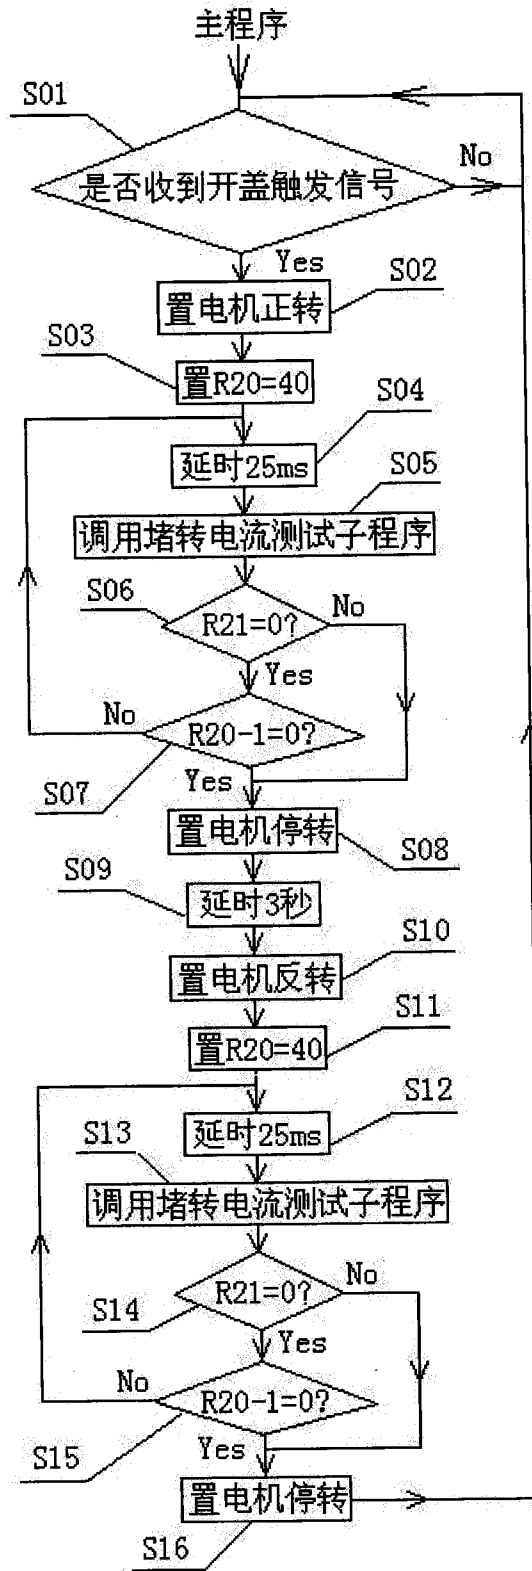 主程序
S01
No
是否收到开盖触发信号
Yes
S02
置电机正转
S03
置R20=40
S04
延时25ms
S05
调用堵转电流测试子程序
S06
No
R21=0?
Yes
No
R20-1=0?
S07
Yes
置电机停转
S08
S09
延时3秒
S10
置电机反转
S11
置R20=40
S12
延时25ms
S13
调用堵转电流测试子程序
No
R21=0?
S14
Yes
No
R20-1=0?
S15
Yes
置电机停转
S16